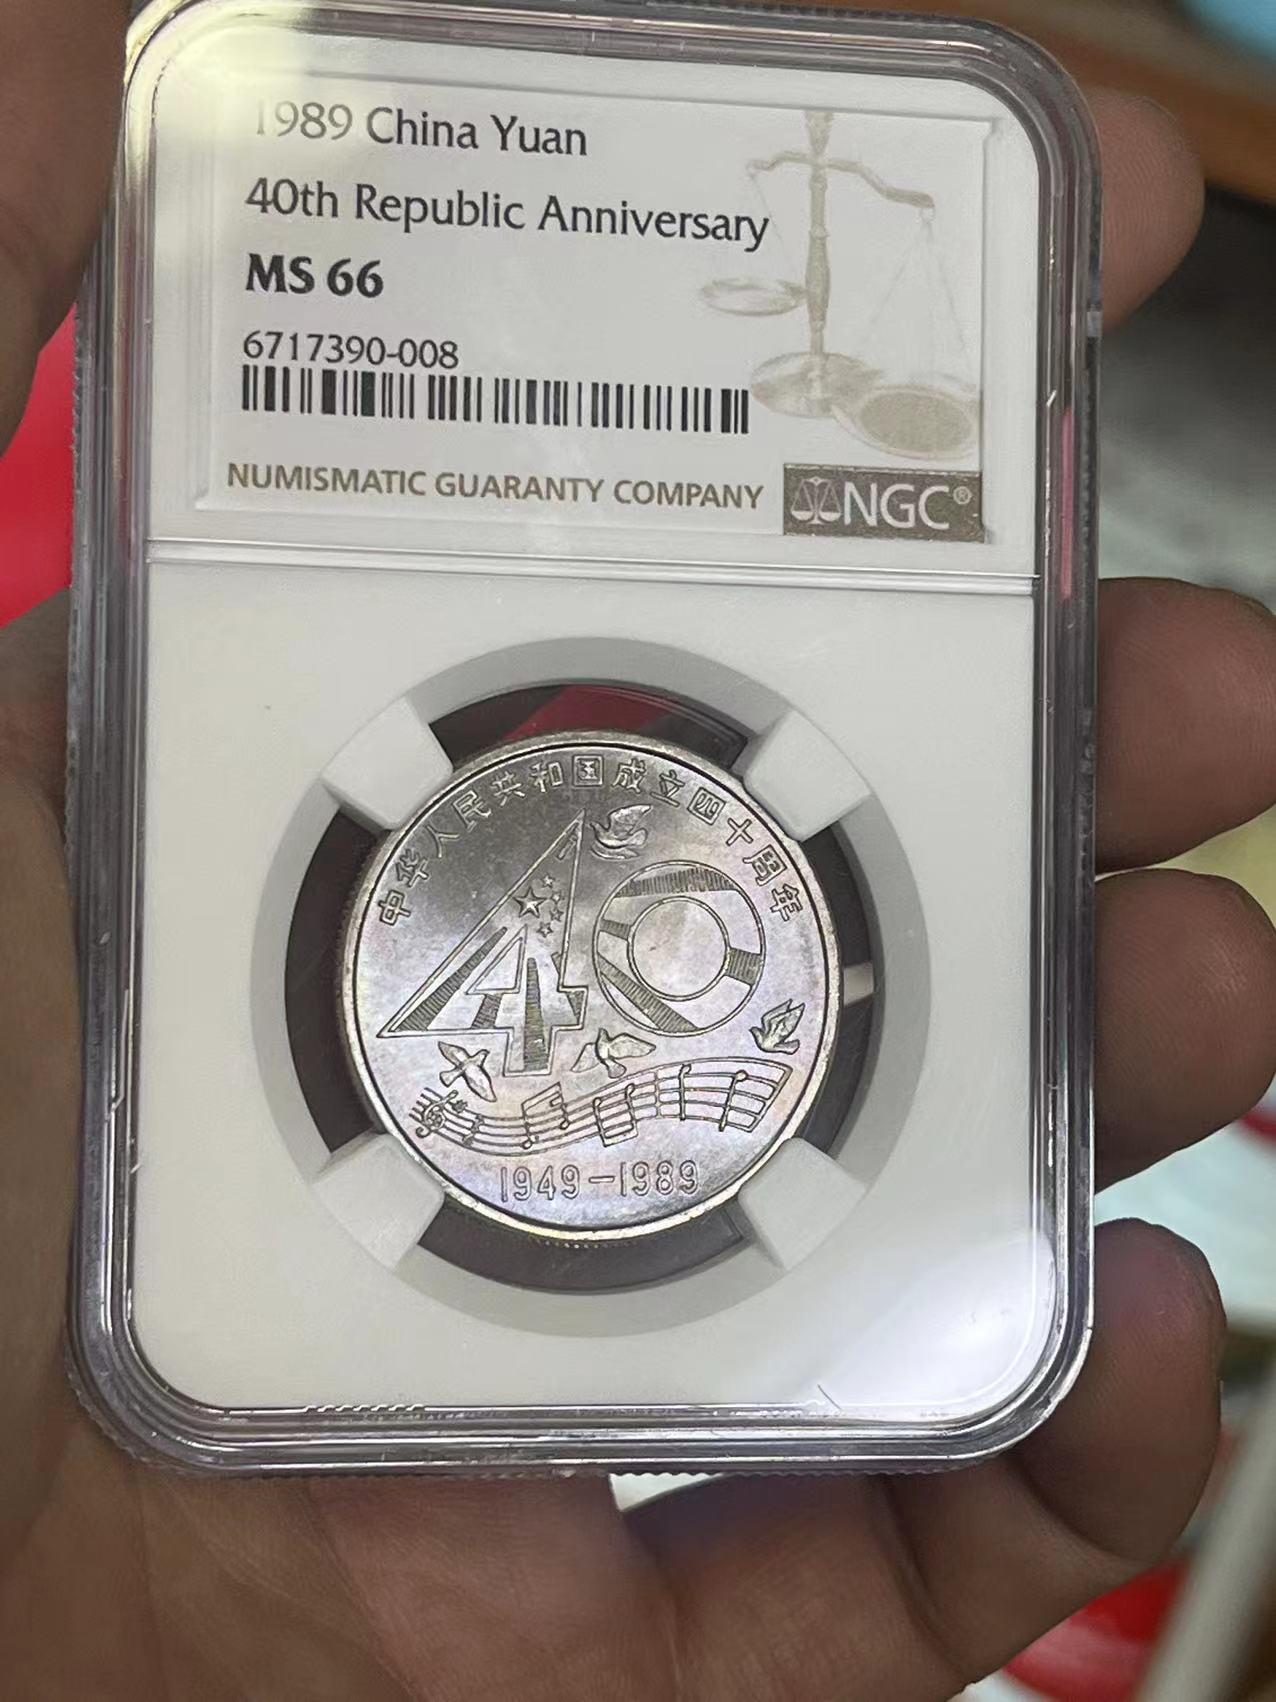 1989 China Yuan
40th Republic Anniversary
MS 66
6717390-008
NUMISMATIC GUARANTY COMPANY
NGC®
中华人民共和国成立四十周年
40
1949-1989